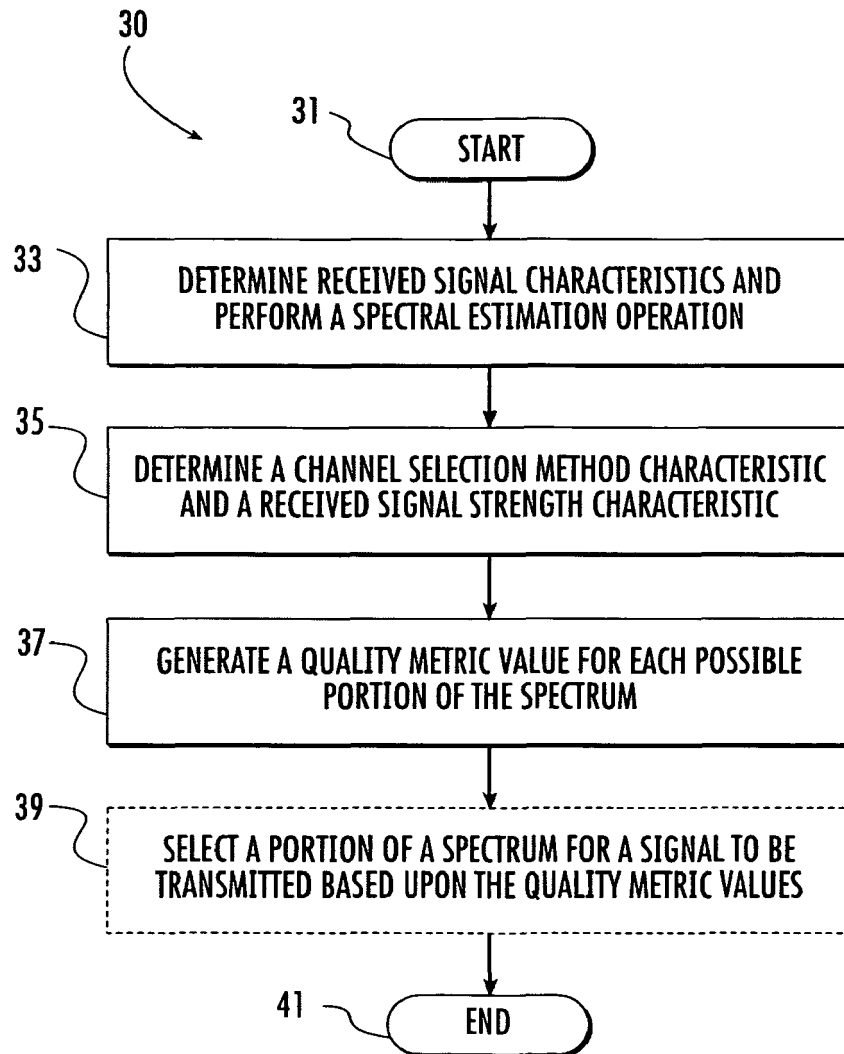 30
31
START
33
DETERMINE RECEIVED SIGNAL CHARACTERISTICS AND
PERFORM A SPECTRAL ESTIMATION OPERATION
35
DETERMINE A CHANNEL SELECTION METHOD CHARACTERISTIC
AND A RECEIVED SIGNAL STRENGTH CHARACTERISTIC
37
GENERATE A QUALITY METRIC VALUE FOR EACH POSSIBLE
PORTION OF THE SPECTRUM
39
SELECT A PORTION OF A SPECTRUM FOR A SIGNAL TO BE
TRANSMITTED BASED UPON THE QUALITY METRIC VALUES
41
END